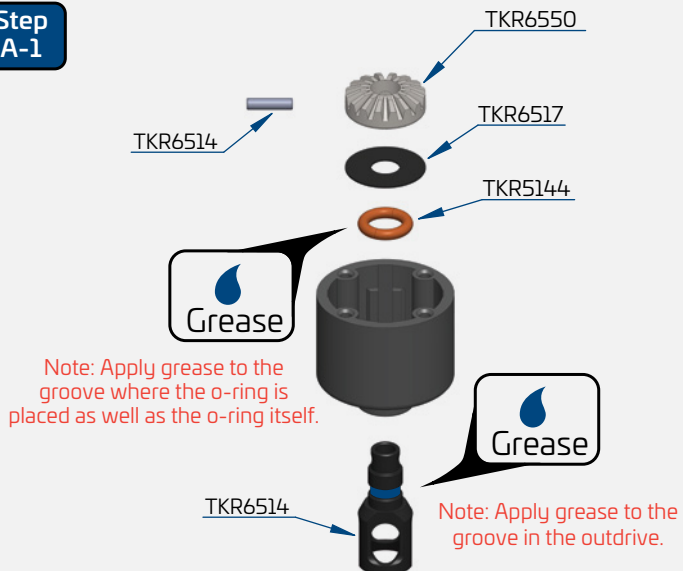 Step
A-1
TKR6550
TKR6514
TKR6517
TKR5144
Grease
Note: Apply grease to the
groove where the o-ring is
placed as well as the o-ring itself.
Grease
TKR6514
Note: Apply grease to the
groove in the outdrive.